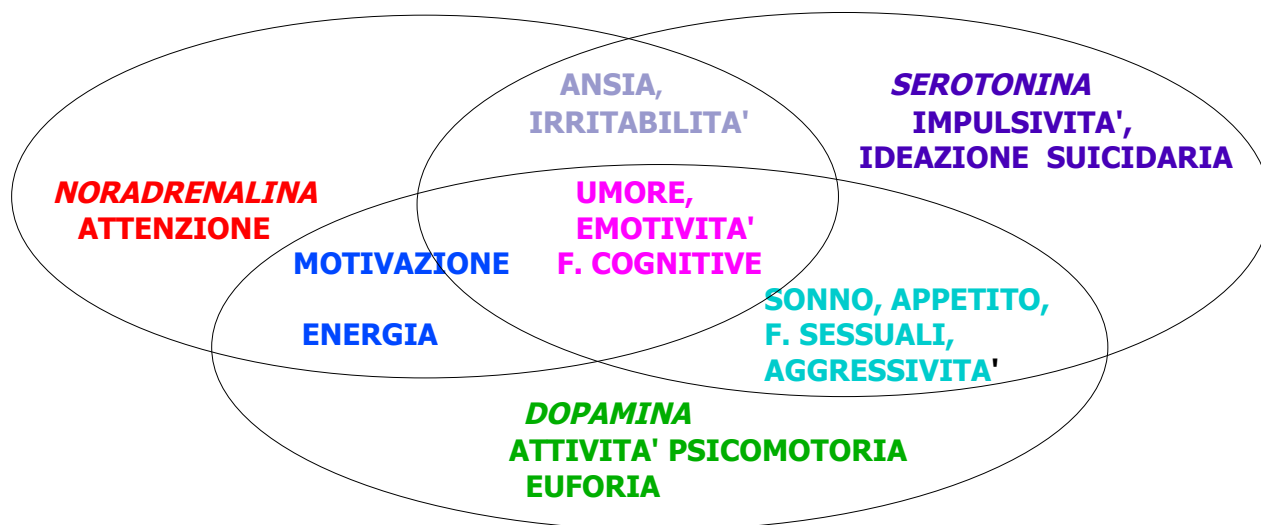 ANSIA,
IRRITABILITA'
SEROTONINA
IMPULSIVITA',
IDEAZIONE SUICIDARIA
NORADRENALINA
ATTENZIONE
UMORE,
EMOTIVITA'
F. COGNITIVE
MOTIVAZIONE
ENERGIA
SONNO, APPETITO,
F. SESSUALI,
AGGRESSIVITA'
DOPAMINA
ATTIVITA' PSICOMOTORIA
EUFORIA